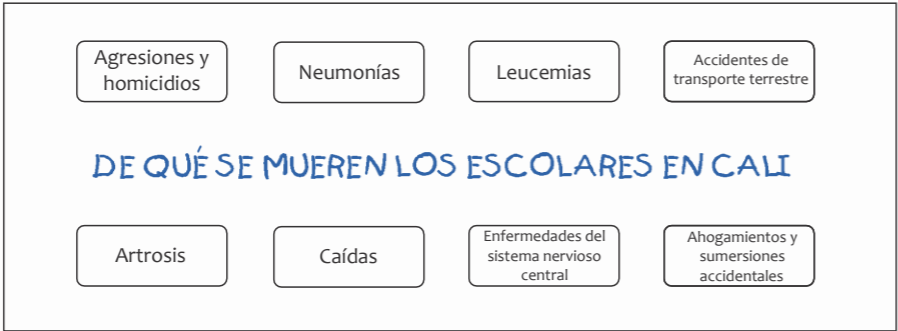 Agresiones y
homicidios
Neumonías
Leucemias
Accidentes de
transporte terrestre
DE QUÉ SE MUEREN LOS ESCOLARES EN CALI
Artrosis
Caídas
Enfermedades del
sistema nervioso
central
Ahogamientos y
sumersiones
accidentales